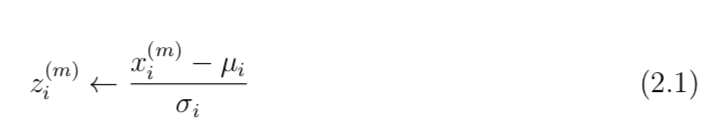 $z_i^{(m)} \leftarrow \frac{x_i^{(m)} - \mu_i}{\sigma_i}$ (2.1)